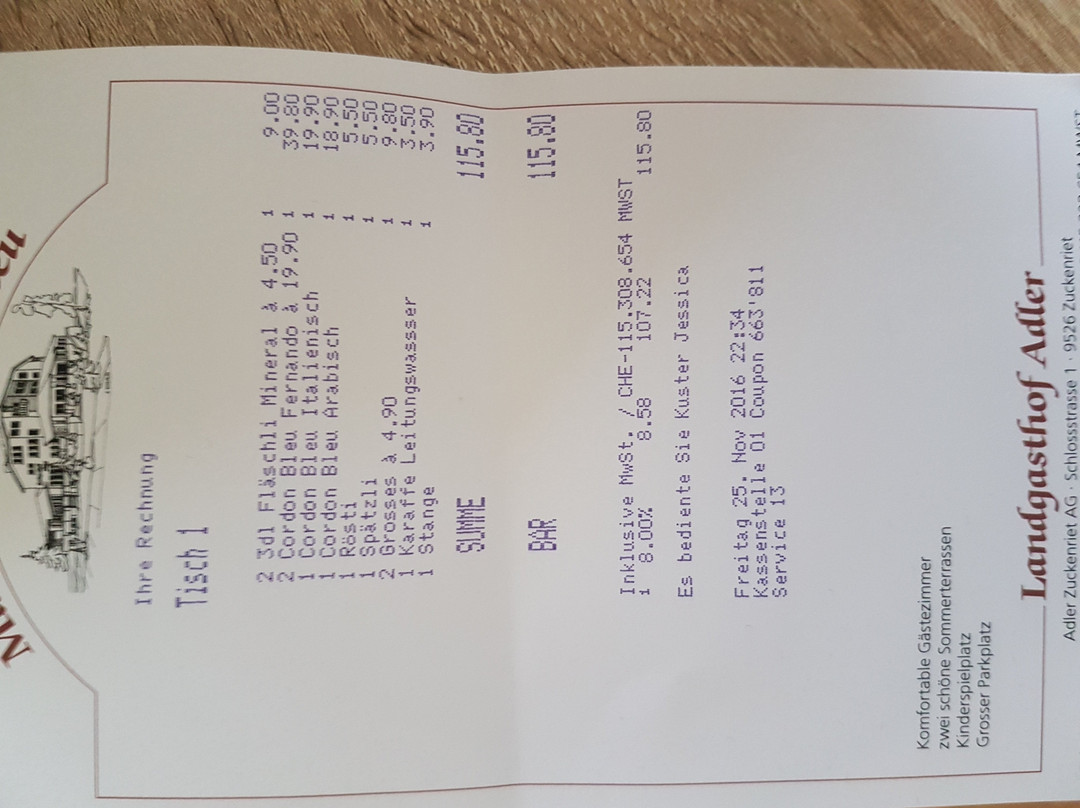 Ihre Rechnung
Tisch 1
2 3dl Fläschli Mineral à 4.50 1 9.00
2 Cordon Bleu Fernando à 19.90 1 39.80
1 Cordon Bleu Italienisch 1 19.90
1 Cordon Bleu Arabisch 1 18.90
1 Rösti 1 5.50
1 Spätzli 1 5.50
2 Grosses à 4.90 1 9.80
1 Karaffe Leitungswassser 1 3.50
1 Stange 1 3.90
SUMME 115.80
BAR 115.80
Inklusive MwSt. / CHE-115.308.654 MWST
1 8.00% 8.58 107.22 115.80
Es bediente Sie Kuster Jessica
Freitag 25. Nov 2016 22:34
Kassenstelle 01 Coupon 663'811
Service 13
Komfortable Gästezimmer
zwei schöne Sommerterrassen
Kinderspielplatz
Grosser Parkplatz
Landgasthof Adler
Adler Zuckenriet AG · Schlossstrasse 1 · 9526 Zuckenriet